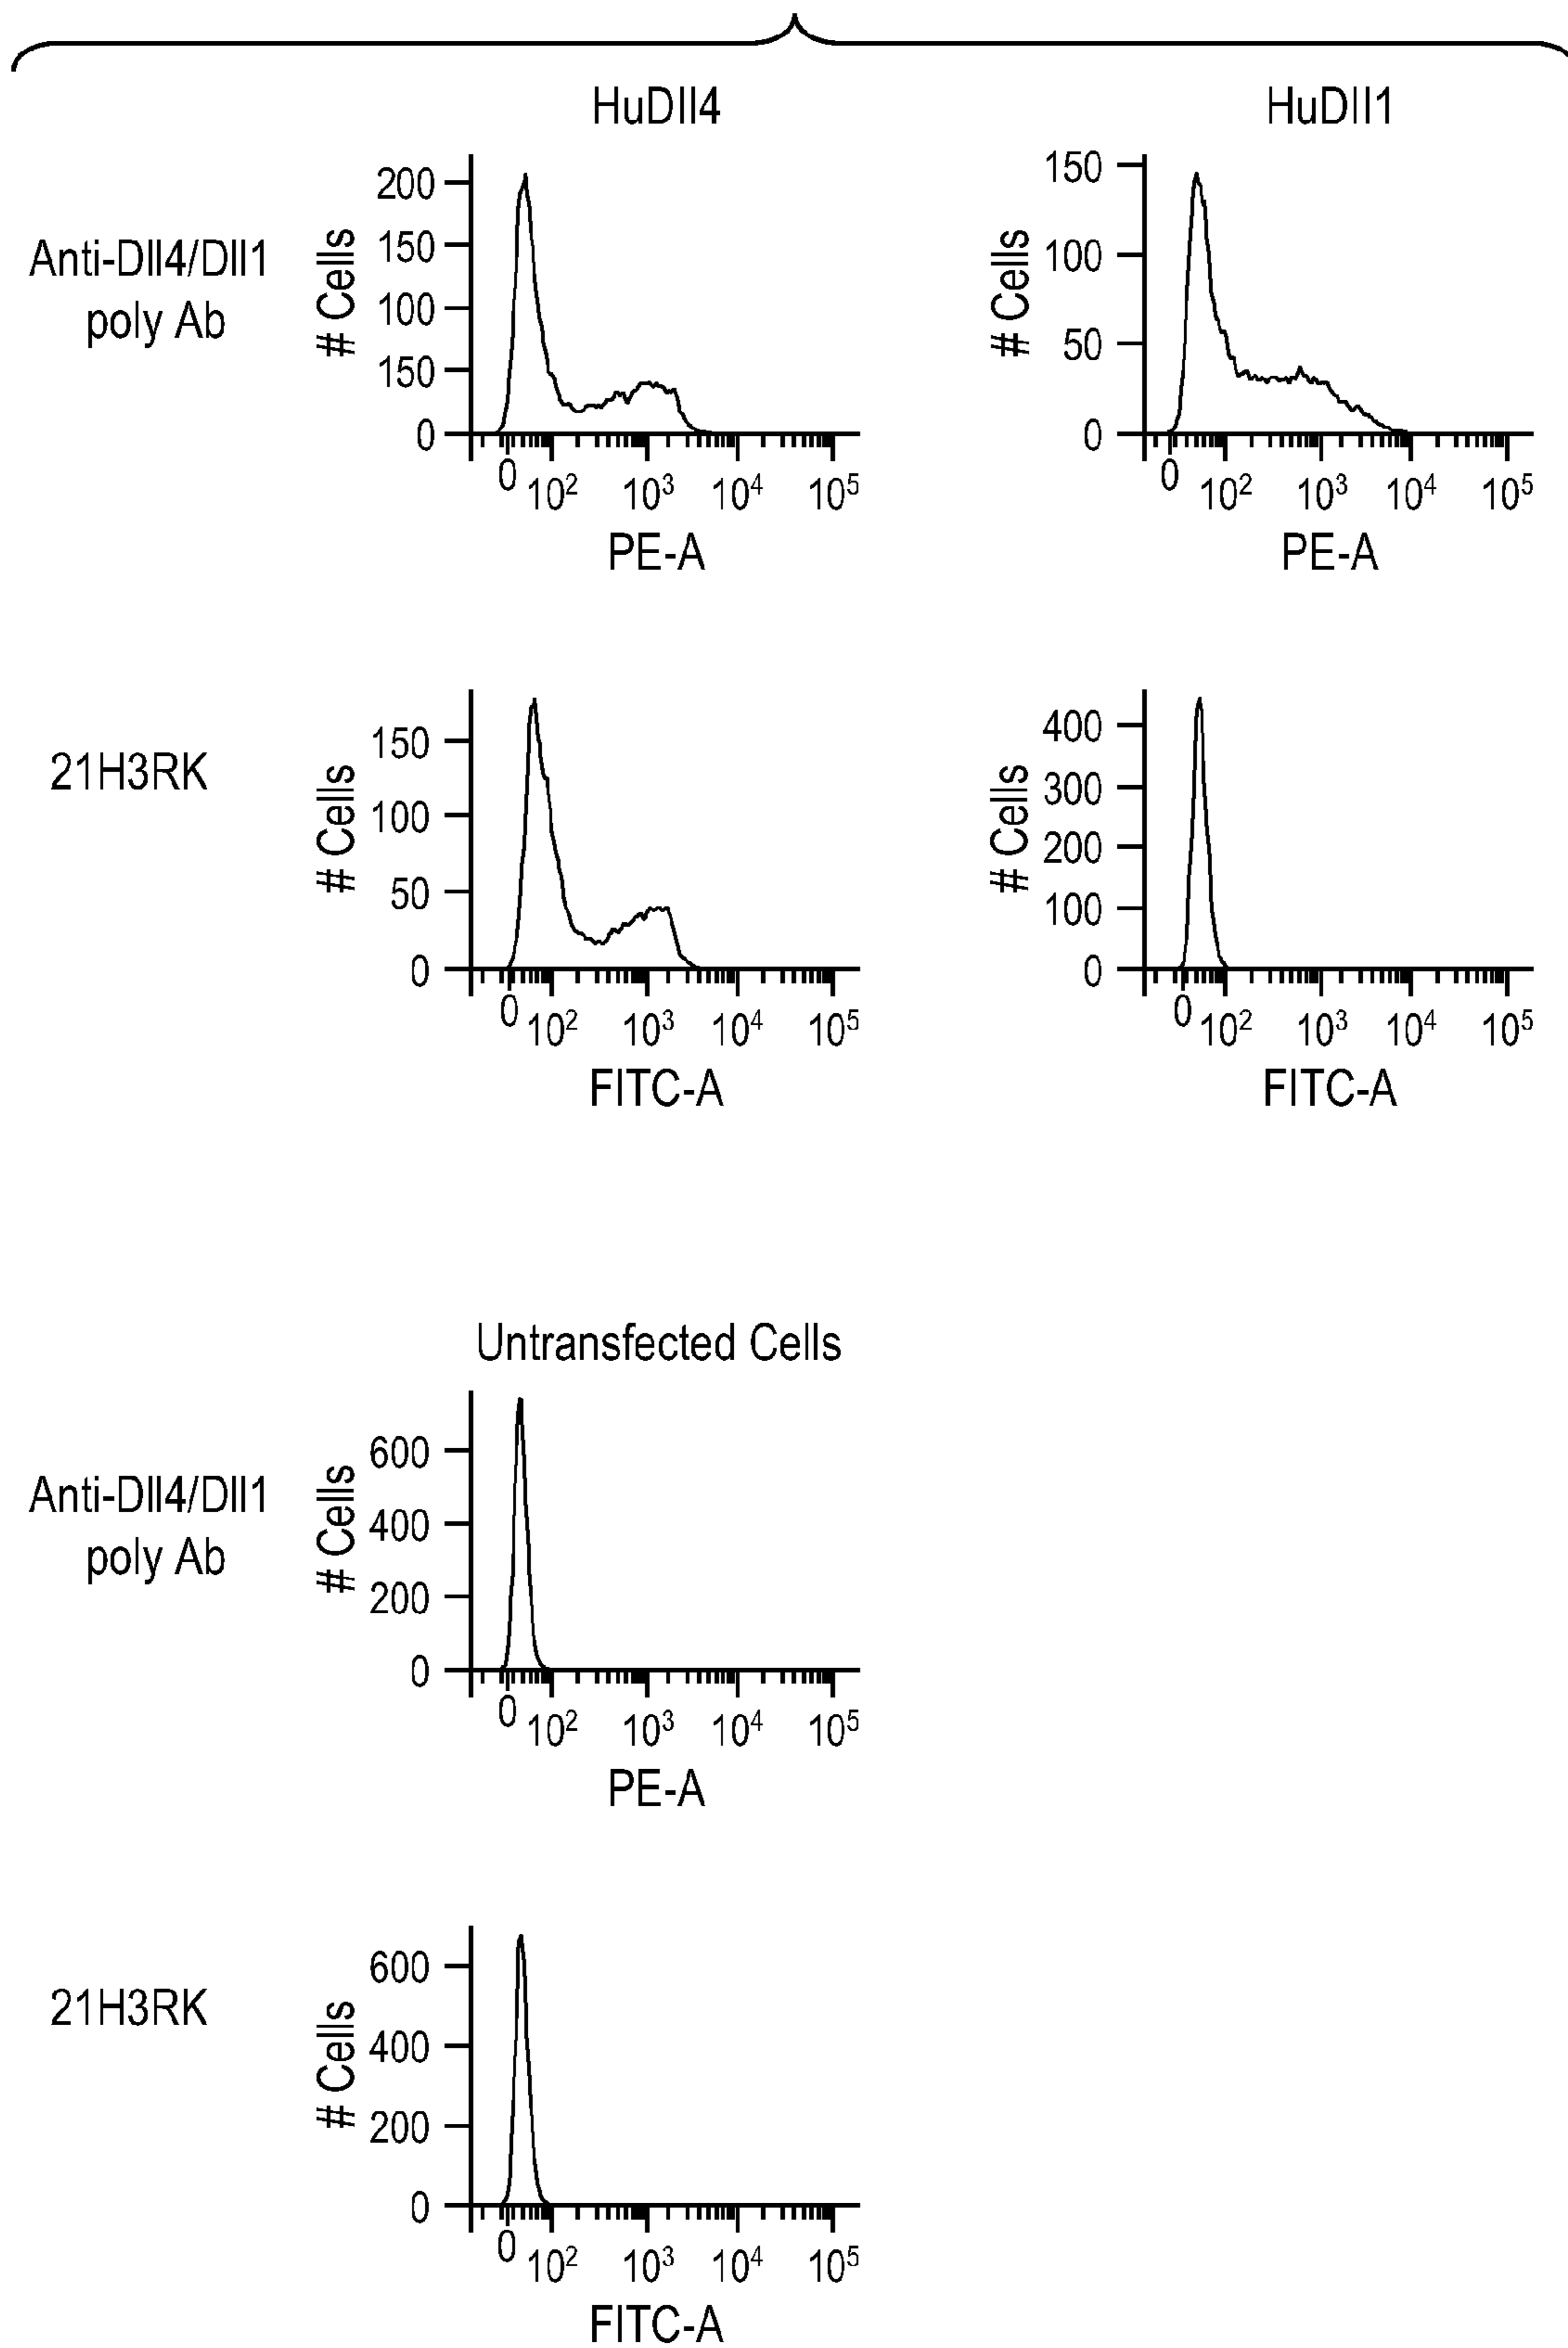 HuDll4
HuDll1
Anti-Dll4/Dll1
poly Ab
# Cells
200
150
100
150
0
0
10²
10³
10⁴
10⁵
PE-A
# Cells
150
100
50
0
0
10²
10³
10⁴
10⁵
PE-A
21H3RK
# Cells
150
100
50
0
0
10²
10³
10⁴
10⁵
FITC-A
# Cells
400
300
200
100
0
0
10²
10³
10⁴
10⁵
FITC-A
Untransfected Cells
Anti-Dll4/Dll1
poly Ab
# Cells
600
400
200
0
0
10²
10³
10⁴
10⁵
PE-A
21H3RK
# Cells
600
400
200
0
0
10²
10³
10⁴
10⁵
FITC-A